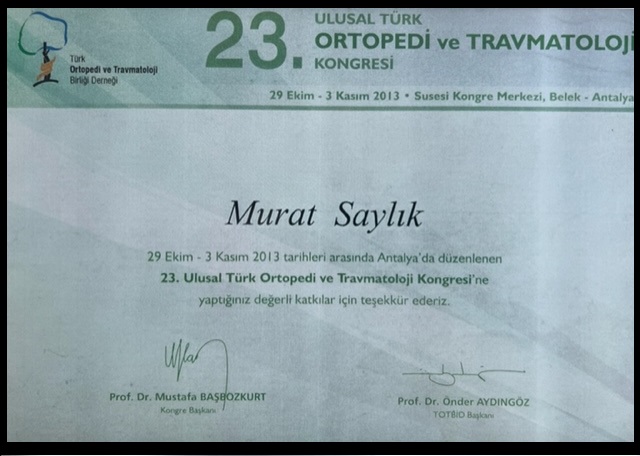 Türk
Ortopedi ve Travmatoloji
Birliği Derneği
23. ULUSAL TÜRK
ORTOPEDİ ve TRAVMATOLOJİ
KONGRESİ
29 Ekim - 3 Kasım 2013 • Susesi Kongre Merkezi, Belek - Antalya
Murat Saylık
29 Ekim - 3 Kasım 2013 tarihleri arasında Antalya'da düzenlenen
23. Ulusal Türk Ortopedi ve Travmatoloji Kongresi'ne
yaptığınız değerli katkılar için teşekkür ederiz.
Prof. Dr. Mustafa BAŞBOZKURT
Kongre Başkanı
Prof. Dr. Önder AYDINGÖZ
TOTBİD Başkanı